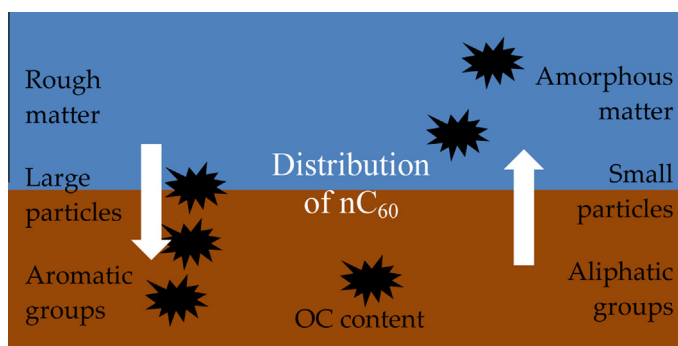 Rough
matter
Large
particles
Aromatic
groups
Distribution
of nC₆₀
OC content
Amorphous
matter
Small
particles
Aliphatic
groups